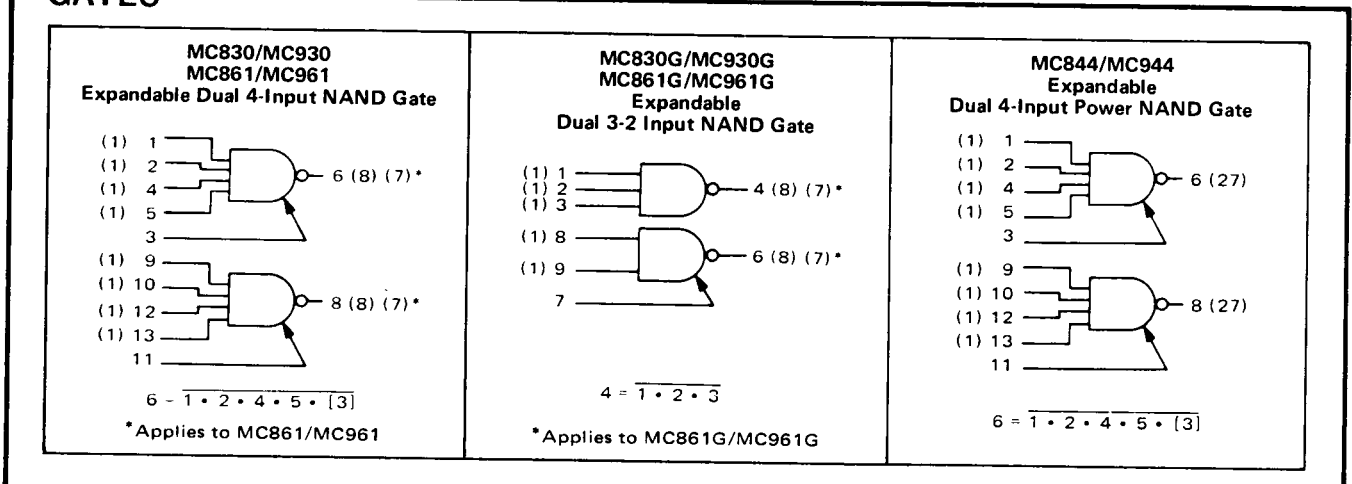 GATES
MC830/MC930
MC861/MC961
Expandable Dual 4-Input NAND Gate
(1) 1
(1) 2
(1) 4
(1) 5
3
6 (8) (7)*
(1) 9
(1) 10
(1) 12
(1) 13
11
8 (8) (7)*
6 - 1 • 2 • 4 • 5 • [3]
*Applies to MC861/MC961
MC830G/MC930G
MC861G/MC961G
Expandable
Dual 3-2 Input NAND Gate
(1) 1
(1) 2
(1) 3
4 (8) (7)*
(1) 8
(1) 9
7
6 (8) (7)*
4 = 1 • 2 • 3
*Applies to MC861G/MC961G
MC844/MC944
Expandable
Dual 4-Input Power NAND Gate
(1) 1
(1) 2
(1) 4
(1) 5
3
6 (27)
(1) 9
(1) 10
(1) 12
(1) 13
11
8 (27)
6 = 1 • 2 • 4 • 5 • [3]